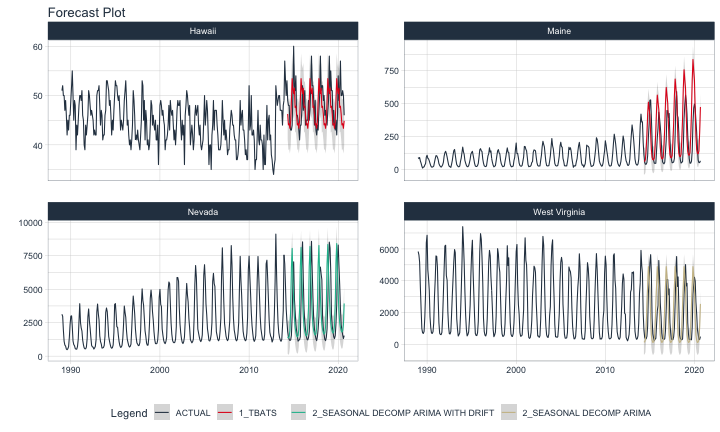 Forecast Plot
Hawaii
Maine
60
50
40
750
500
250
0
Nevada
West Virginia
10000
7500
5000
2500
0
6000
4000
2000
0
1990 2000 2010 2020
1990 2000 2010 2020
Legend ACTUAL 1_TBATS 2_SEASONAL DECOMP ARIMA WITH DRIFT 2_SEASONAL DECOMP ARIMA